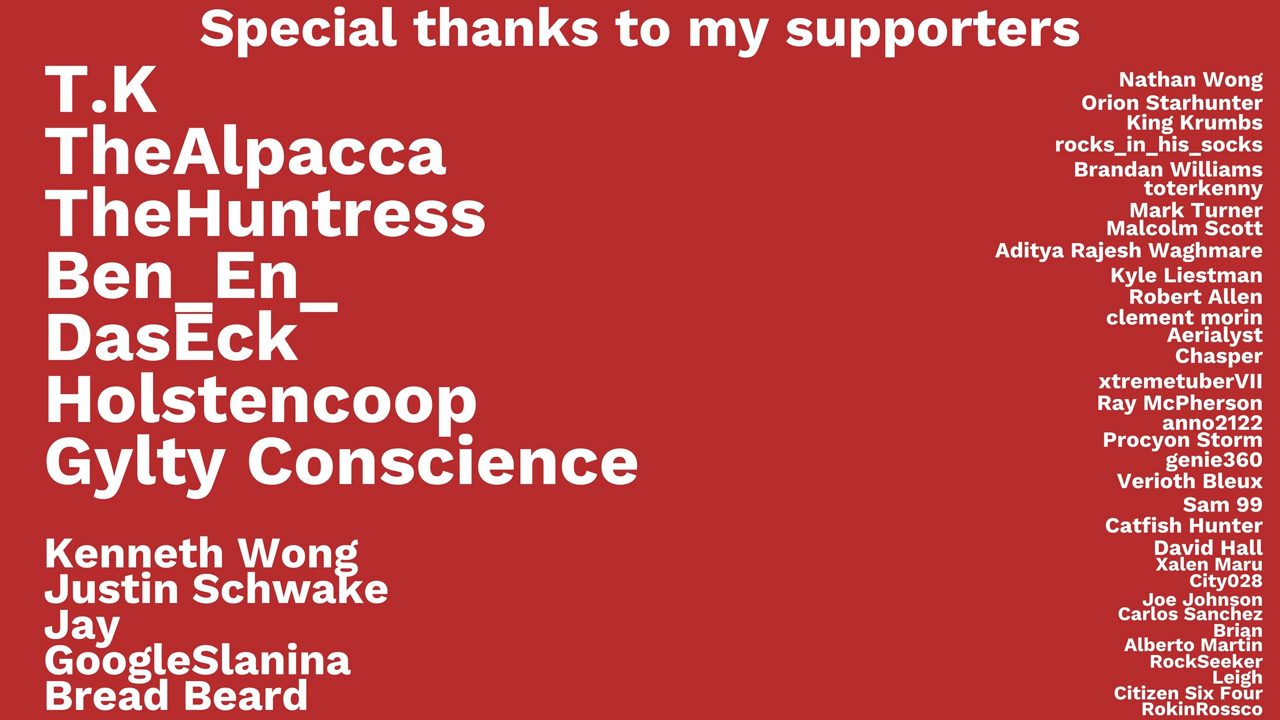 Special thanks to my supporters
T.K
TheAlpacca
TheHuntress
Ben_En_
DasEck
Holstencoop
Gylty Conscience
Kenneth Wong
Justin Schwake
Jay
GoogleSlanina
Bread Beard
Nathan Wong
Orion Starhunter
King Krumbs
rocks_in_his_socks
Brandan Williams
toterkenny
Mark Turner
Malcolm Scott
Aditya Rajesh Waghmare
Kyle Liestman
Robert Allen
clement morin
Aerialyst
Chasper
xtremetuberVII
Ray McPherson
anno2122
Procyon Storm
genie360
Verioth Bleux
Sam 99
Catfish Hunter
David Hall
Xalen Maru
City028
Joe Johnson
Carlos Sanchez
Brian
Alberto Martin
RockSeeker
Leigh
Citizen Six Four
RokinRossco